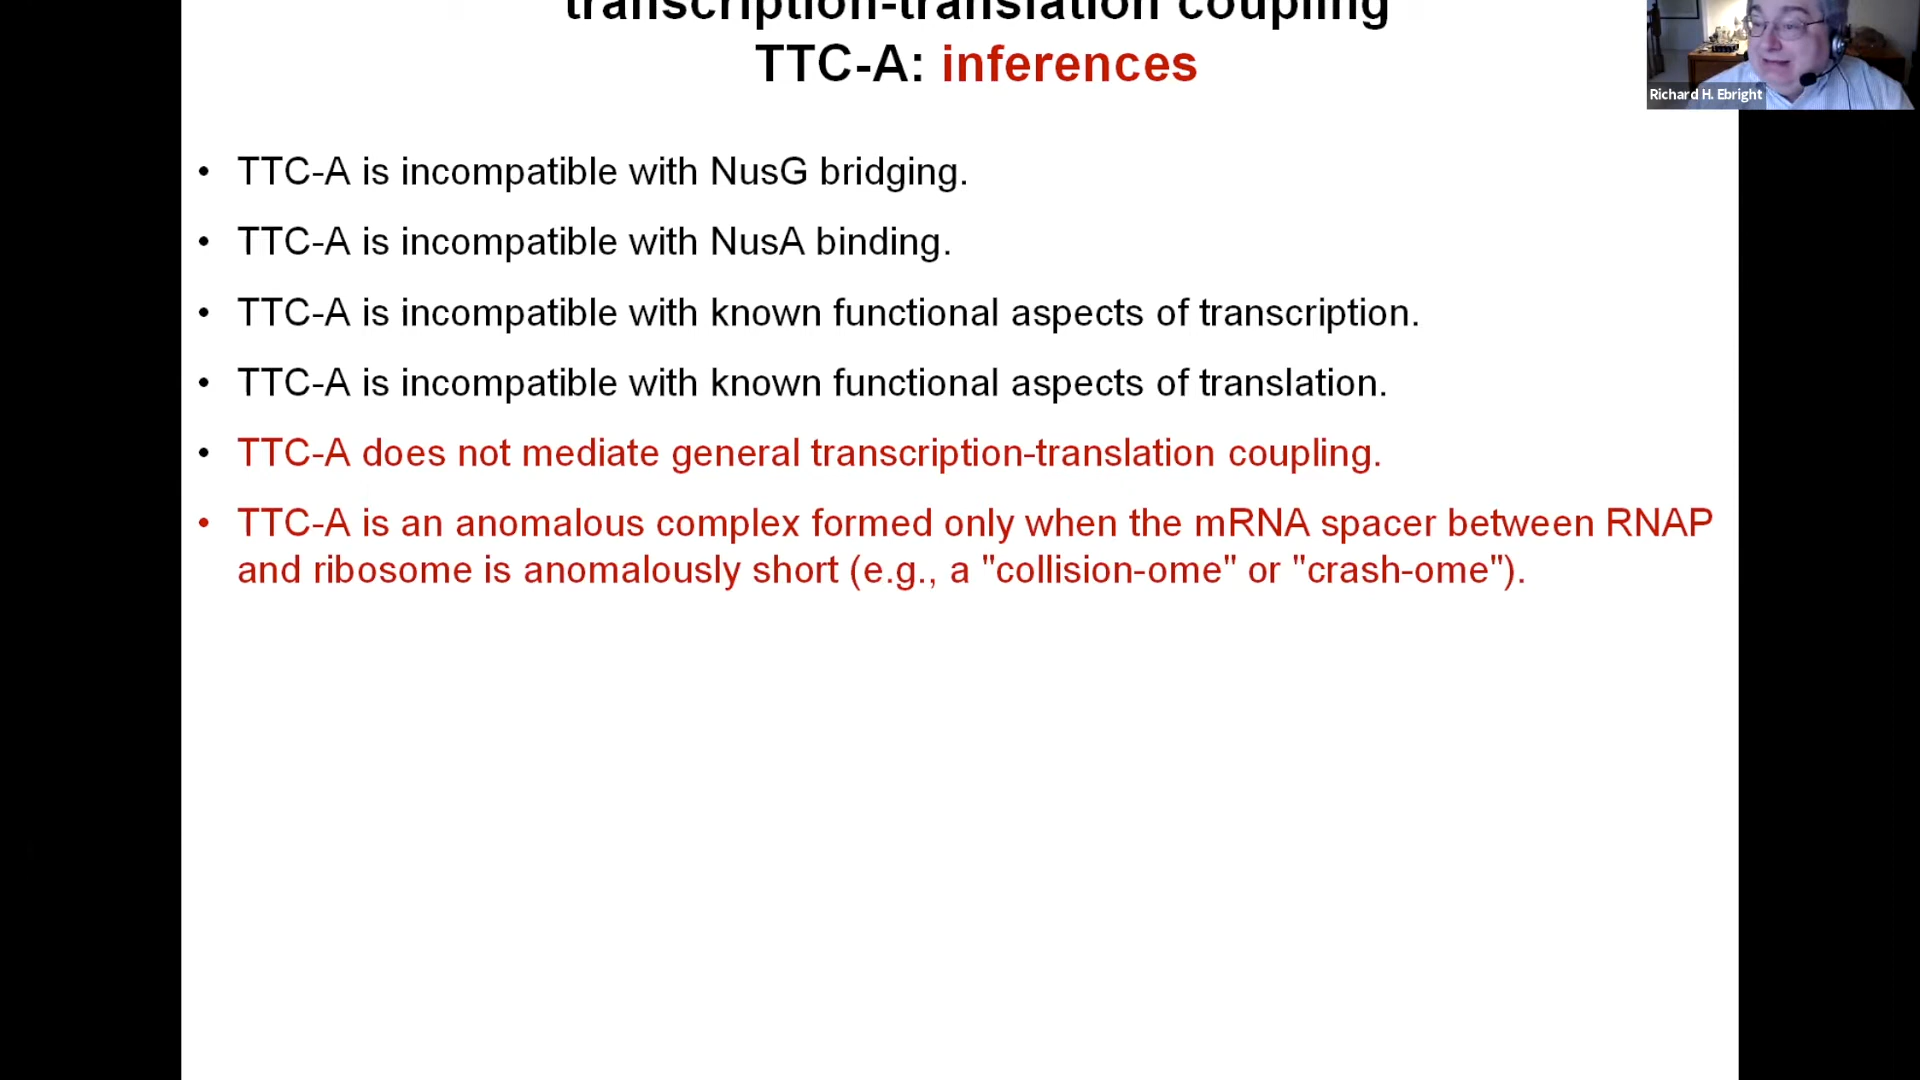 transcription-translation coupling
TTC-A: inferences
Richard H. Ebright
• TTC-A is incompatible with NusG bridging.
• TTC-A is incompatible with NusA binding.
• TTC-A is incompatible with known functional aspects of transcription.
• TTC-A is incompatible with known functional aspects of translation.
• TTC-A does not mediate general transcription-translation coupling.
• TTC-A is an anomalous complex formed only when the mRNA spacer between RNAP
and ribosome is anomalously short (e.g., a "collision-ome" or "crash-ome").